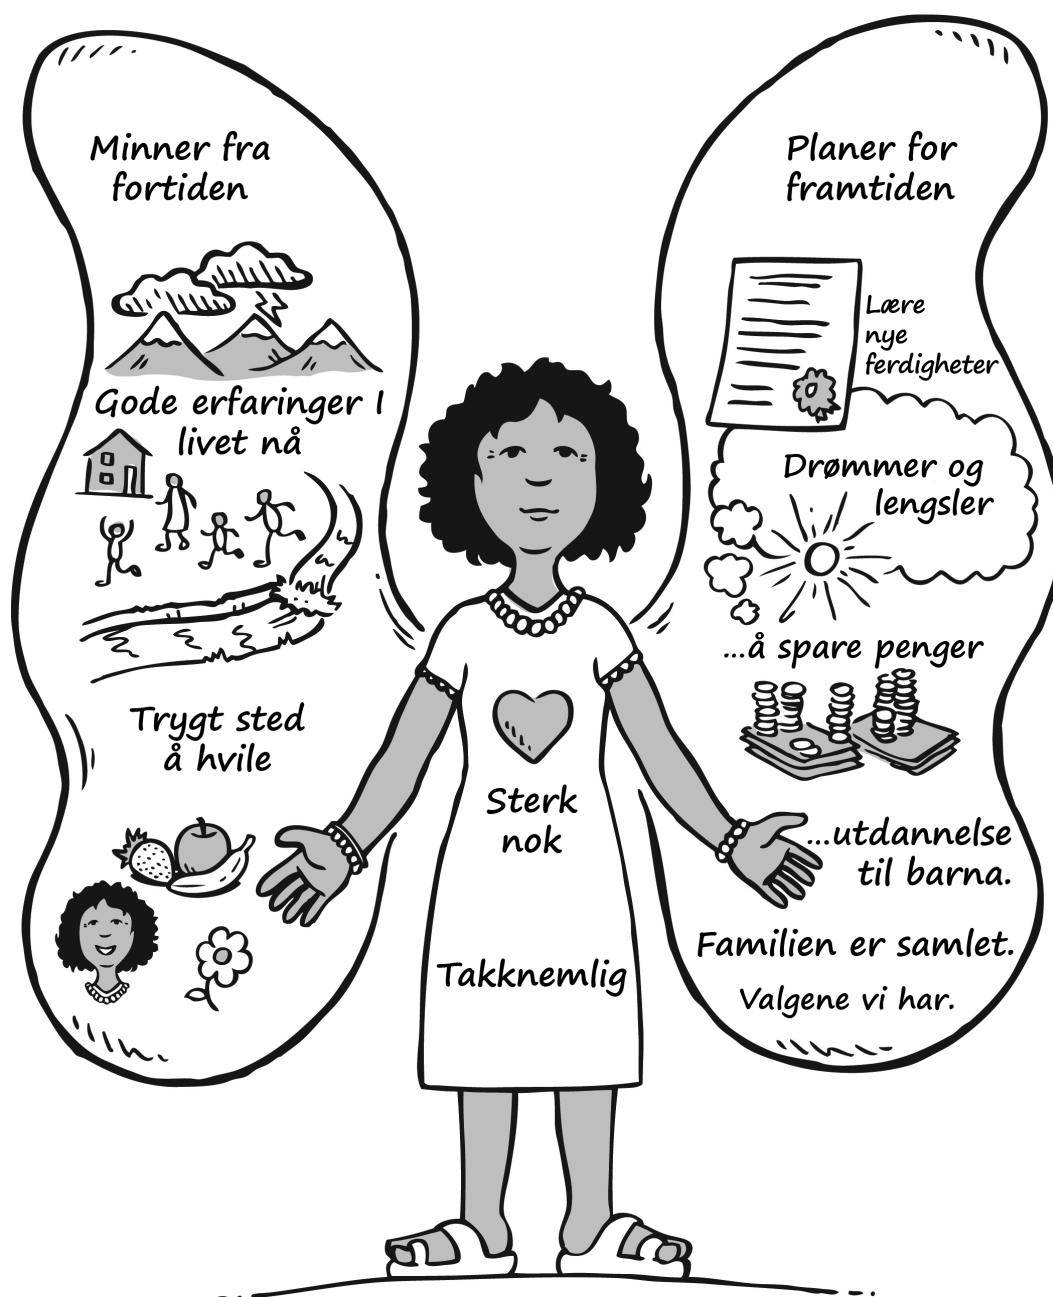 Minner fra
fortiden
Gode erfaringer I
livet nå
Trygt sted
å hvile
Sterk
nok
Takknemlig
Planer for
framtiden
Lære
nye
ferdigheter
Drømmer og
lengsler
...å spare penger
...utdannelse
til barna.
Familien er samlet.
Valgene vi har.